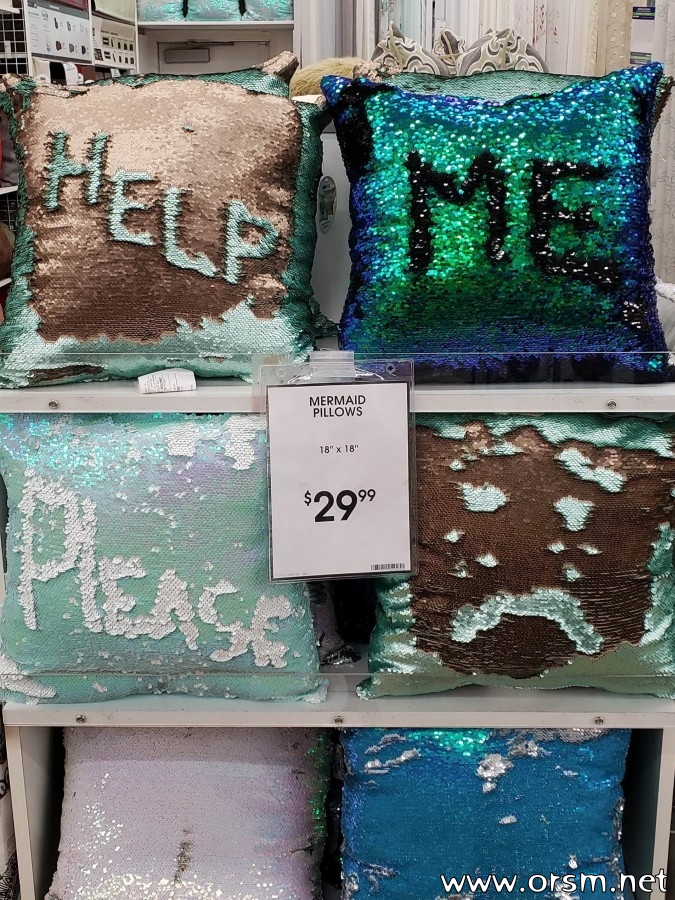 HELP
ME
MERMAID
PILLOWS
18" x 18"
$29.99
PLEASE
www.orsm.net